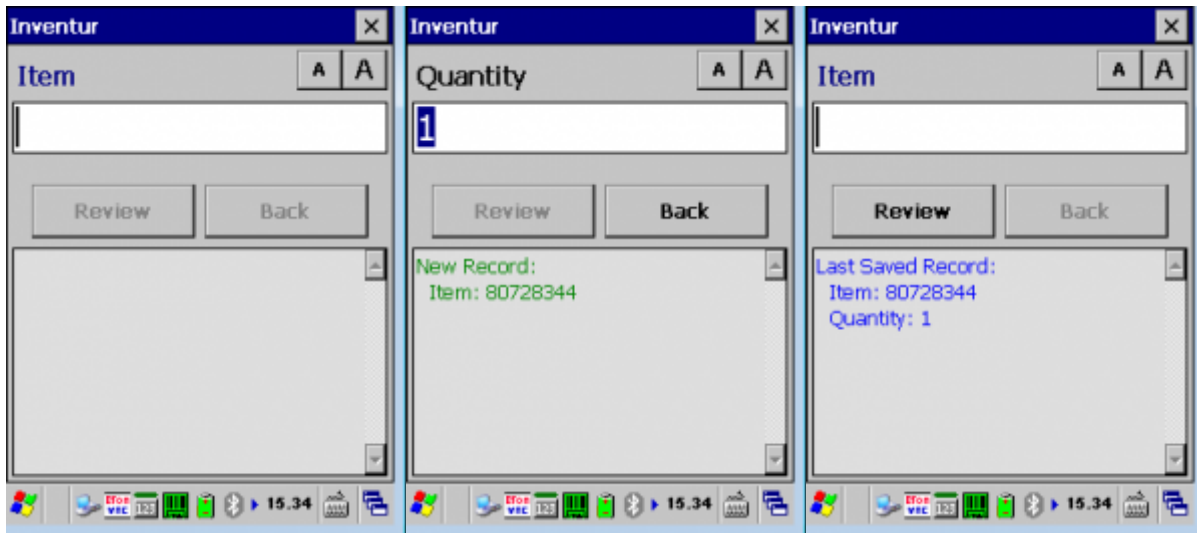 Inventur
Item
A A
Review Back
15.34
Inventur
Quantity
A A
1
Review Back
New Record:
Item: 80728344
15.34
Inventur
Item
A A
Review Back
Last Saved Record:
Item: 80728344
Quantity: 1
15.34